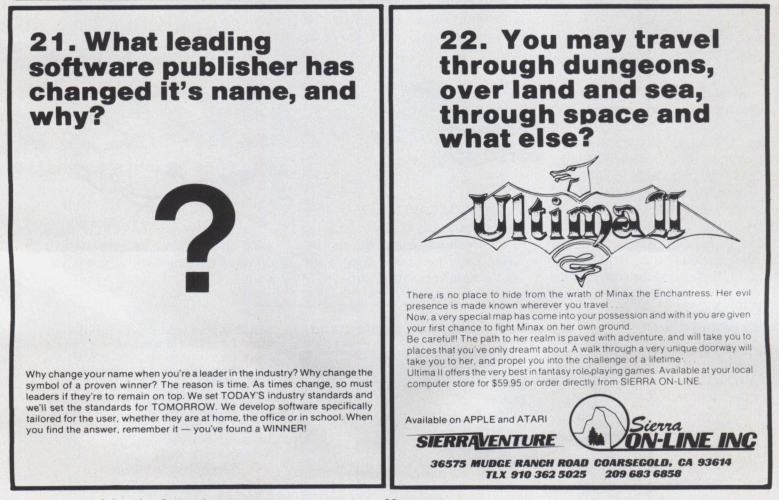 21. What leading
software publisher has
changed it's name, and
why?
?
Why change your name when you're a leader in the industry? Why change the
symbol of a proven winner? The reason is time. As times change, so must
leaders if they're to remain on top. We set TODAY'S industry standards and
we'll set the standards for TOMORROW. We develop software specifically
tailored for the user, whether they are at home, the office or in school. When
you find the answer, remember it — you've found a WINNER!
22. You may travel
through dungeons,
over land and sea,
through space and
what else?
Ultima II
There is no place to hide from the wrath of Minax the Enchantress. Her evil
presence is made known wherever you travel . . .
Now, a very special map has come into your possession and with it you are given
your first chance to fight Minax on her own ground.
Be careful!! The path to her realm is paved with adventure, and will take you to
places that you've only dreamt about. A walk through a very unique doorway will
take you to her, and propel you into the challenge of a lifetime . . .
Ultima II offers the very best in fantasy role-playing games. Available at your local
computer store for $59.95 or order directly from SIERRA ON-LINE.
Available on APPLE and ATARI
SIERRAVENTURE
Sierra
ON-LINE INC
36575 MUDGE RANCH ROAD COARSEGOLD, CA 93614
TLX 910 362 5025 209 683 6858